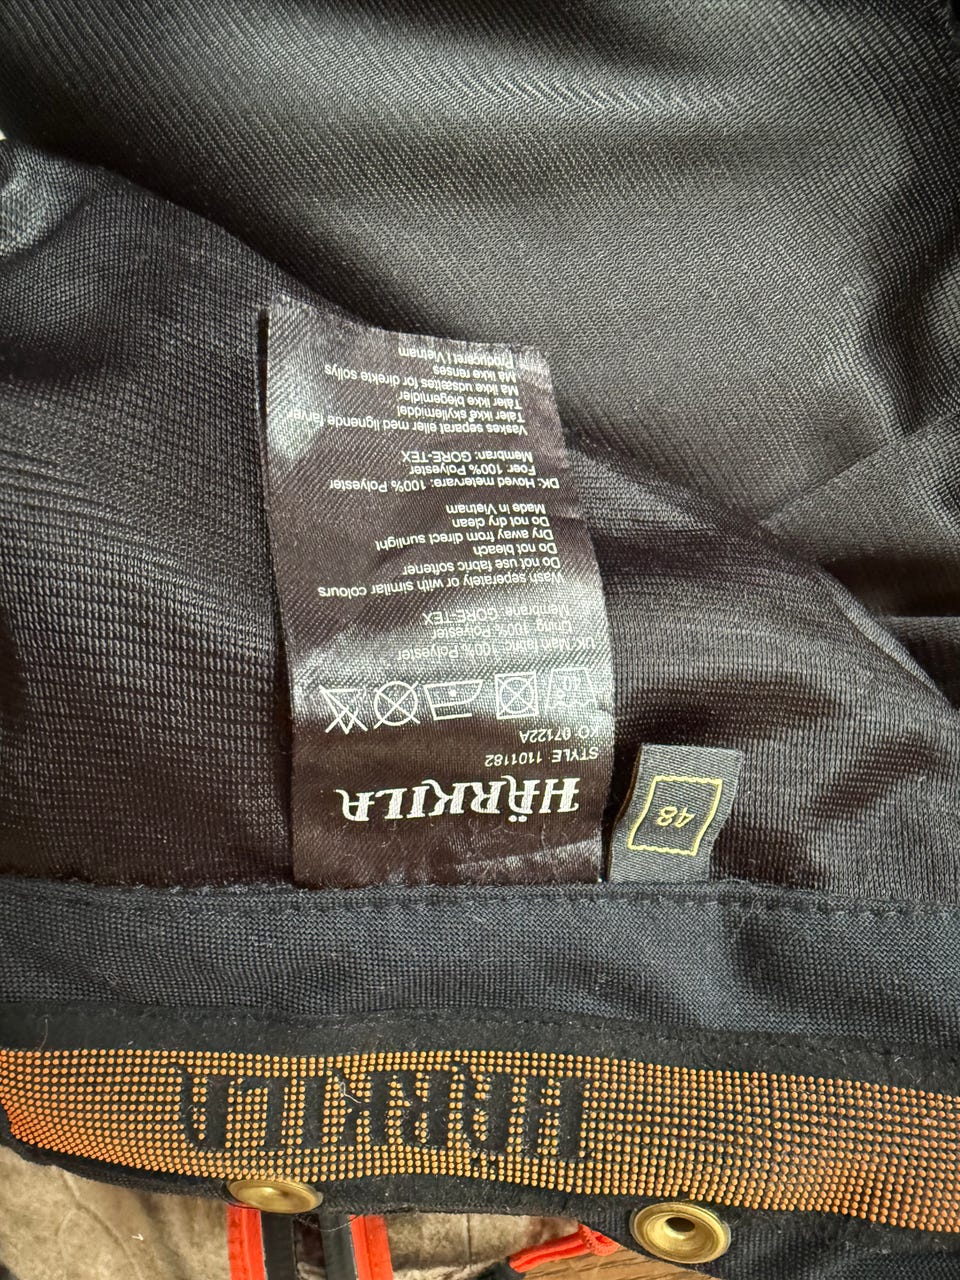 HÄRKILA
STYLE 1101182
KO: 07122A
UK: Main fabric: 100% Polyester
Lining: 100% Polyester
Membrane: GORE-TEX
Wash seperately or with similar colours
Do not use fabric softener
Do not bleach
Dry away from direct sunlight
Do not dry clean
Made in Vietnam
DK: Hoved metervare: 100% Polyester
Foer: 100% Polyester
Membran: GORE-TEX
Vaskes separat eller med lignende farver
Tåler ikke skyllemiddel
Tåler ikke blegemidler
Må ikke udsættes for direkte sollys
Må ikke renses
Produceret i Vietnam
48
HÄRKILA